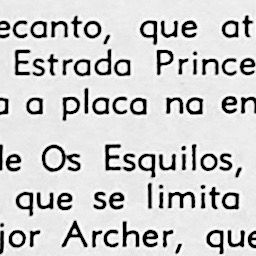 ecanto, que at
Estrada Prince
a a placa na en
le Os Esquilos,
que se limita
jor Archer, que